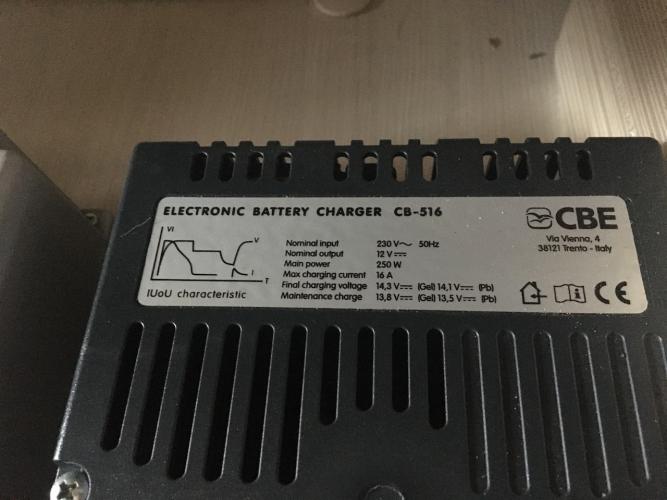 ELECTRONIC BATTERY CHARGER CB-516
CBE
Via Vienna, 4
38121 Trento - Italy
VI
V
I
T
IUoU characteristic
Nominal input 230 V~ 50Hz
Nominal output 12 V⎓
Main power 250 W
Max charging current 16 A
Final charging voltage 14,3 V⎓ (Gel) 14,1 V⎓ (Pb)
Maintenance charge 13,8 V⎓ (Gel) 13,5 V⎓ (Pb)
i
CE